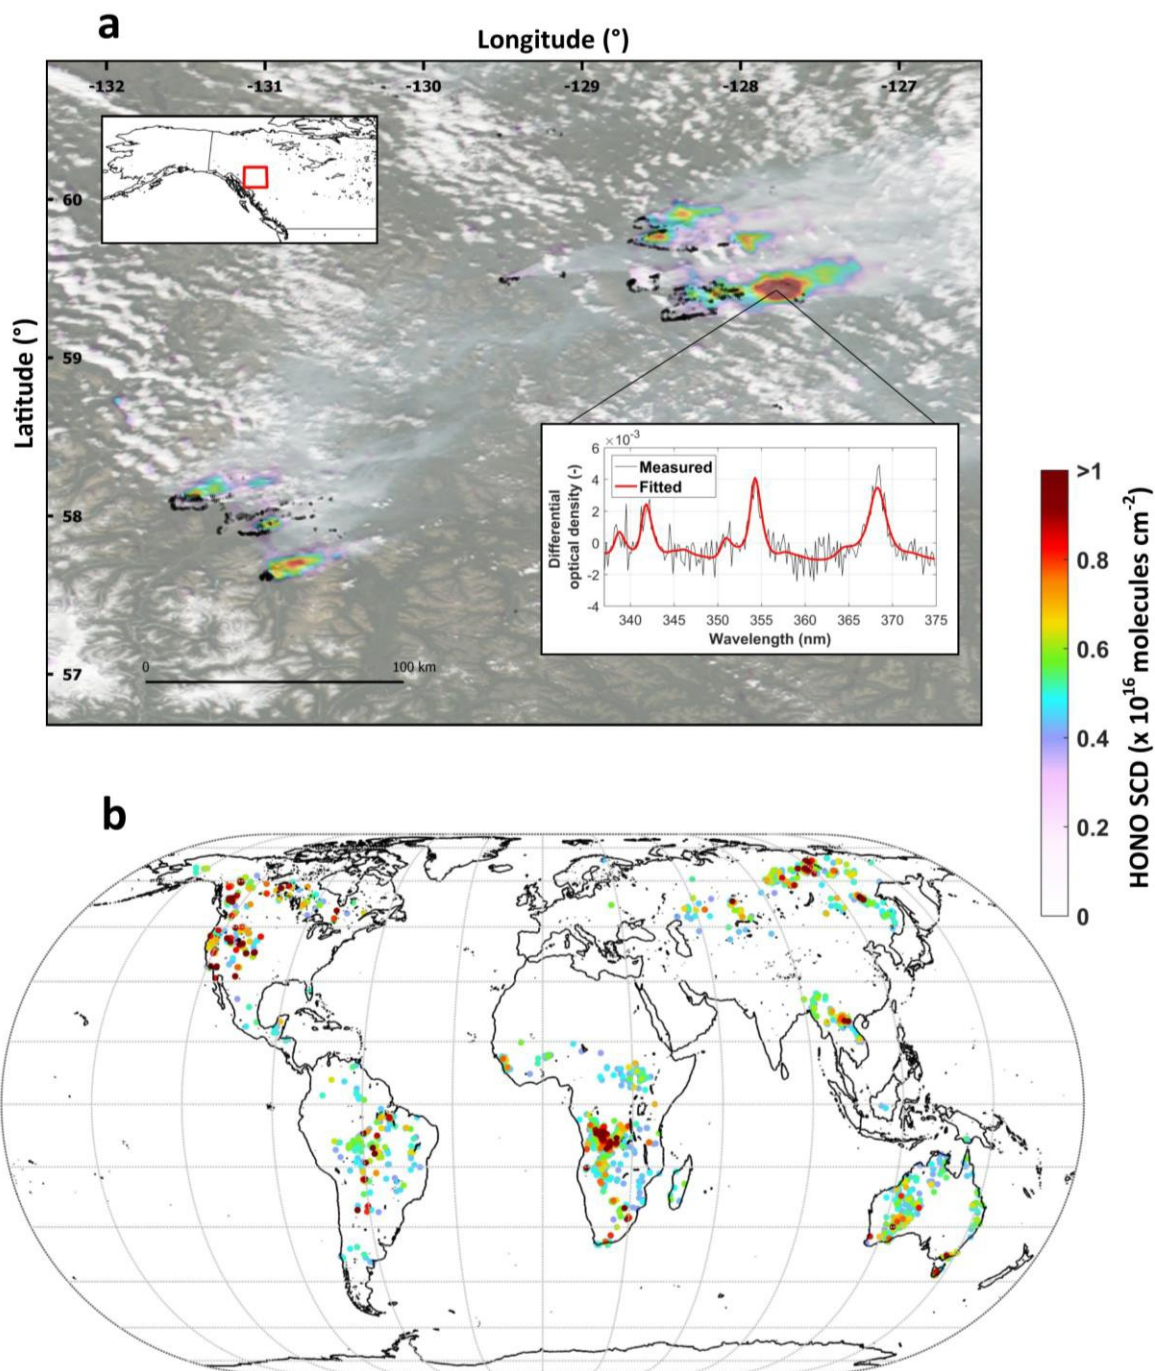 a
Longitude (°)
-132 -131 -130 -129 -128 -127
Latitude (°)
60
59
58
57
0 100 km
×10⁻³
6
4
2
0
-2
-4
Measured
Fitted
Differential
optical density (-)
340 345 350 355 360 365 370 375
Wavelength (nm)
>1
0.8
0.6
0.4
0.2
0
HONO SCD (x 10¹⁶ molecules cm⁻²)
b